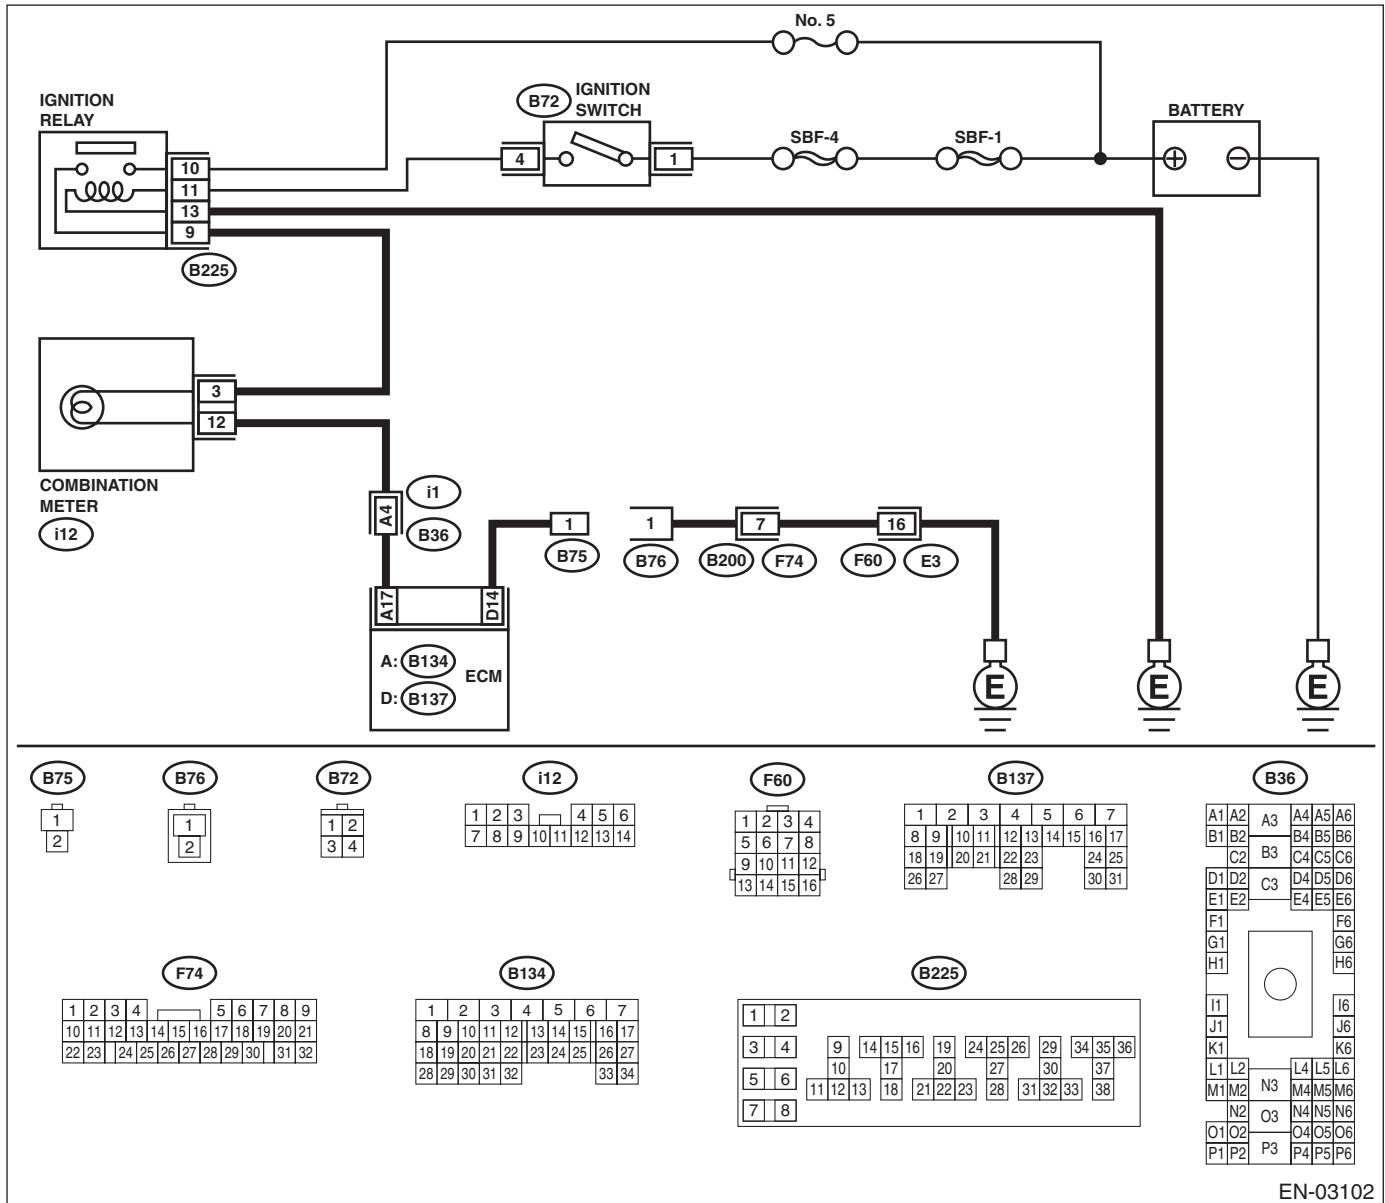 No. 5
IGNITION
RELAY
B72
IGNITION
SWITCH
SBF-4
SBF-1
BATTERY
4
1
10
11
13
9
B225
3
12
COMBINATION
METER
i12
A4
i1
B36
1
B75
1
B76
7
B200
F74
16
F60
E3
A17
D14
A: B134
D: B137
ECM
E
E
E
B75
1
2
B76
1
2
B72
1 2
3 4
i12
1 2 3 4 5 6
7 8 9 10 11 12 13 14
F60
1 2 3 4
5 6 7 8
9 10 11 12
13 14 15 16
B137
1 2 3 4 5 6 7
8 9 10 11 12 13 14 15 16 17
18 19 20 21 22 23 24 25
26 27 28 29 30 31
B36
A1 A2 A3 A4 A5 A6
B1 B2 B3 B4 B5 B6
C2 C3 C4 C5 C6
D1 D2 D4 D5 D6
E1 E2 E4 E5 E6
F1 F6
G1 G6
H1 H6
I1 I6
J1 J6
K1 K6
L1 L2 L4 L5 L6
M1 M2 N3 M4 M5 M6
N2 O3 N4 N5 N6
O1 O2 O4 O5 O6
P1 P2 P3 P4 P5 P6
F74
1 2 3 4 5 6 7 8 9
10 11 12 13 14 15 16 17 18 19 20 21
22 23 24 25 26 27 28 29 30 31 32
B134
1 2 3 4 5 6 7
8 9 10 11 12 13 14 15 16 17
18 19 20 21 22 23 24 25 26 27
28 29 30 31 32 33 34
B225
1 2
3 4 9 14 15 16 19 24 25 26 29 34 35 36
10 17 20 27 30 37
5 6
11 12 13 18 21 22 23 28 31 32 33 38
7 8
EN-03102